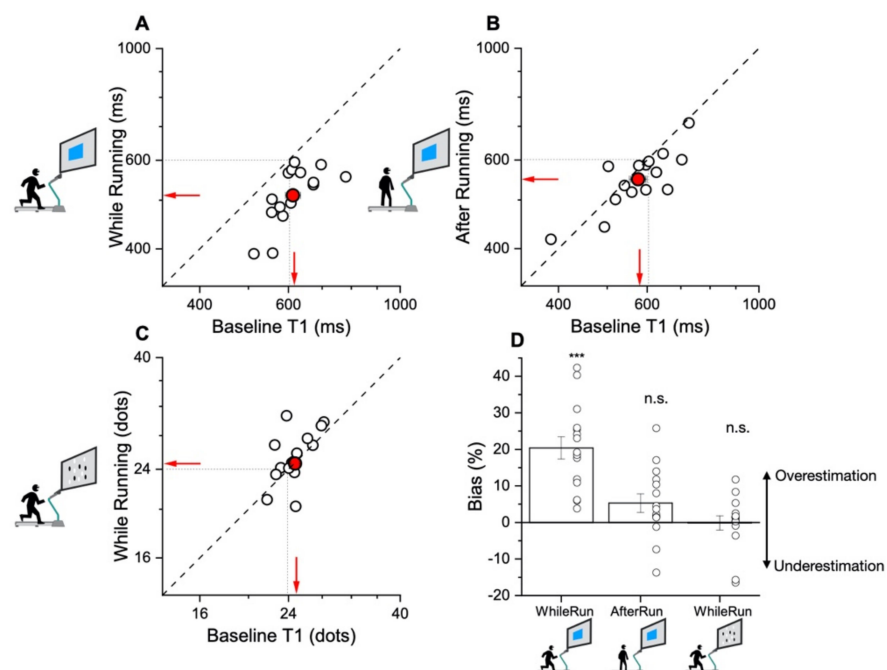 A
1000
600
400
While Running (ms)
400 600 1000
Baseline T1 (ms)
B
1000
600
400
After Running (ms)
400 600 1000
Baseline T1 (ms)
C
40
24
16
While Running (dots)
16 24 40
Baseline T1 (dots)
D
***
n.s.
n.s.
40
30
20
10
0
-10
-20
Bias (%)
Overestimation
Underestimation
WhileRun AfterRun WhileRun